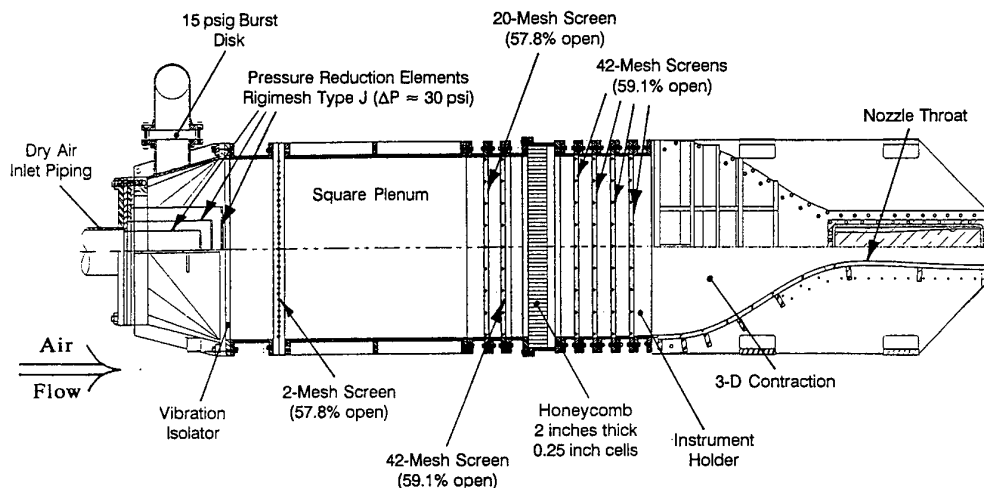 15 psig Burst
Disk
20-Mesh Screen
(57.8% open)
Pressure Reduction Elements
Rigimesh Type J (ΔP ≈ 30 psi)
42-Mesh Screens
(59.1% open)
Nozzle Throat
Dry Air
Inlet Piping
Square Plenum
Air
Flow
3-D Contraction
2-Mesh Screen
(57.8% open)
Vibration
Isolator
Honeycomb
2 inches thick
0.25 inch cells
Instrument
Holder
42-Mesh Screen
(59.1% open)